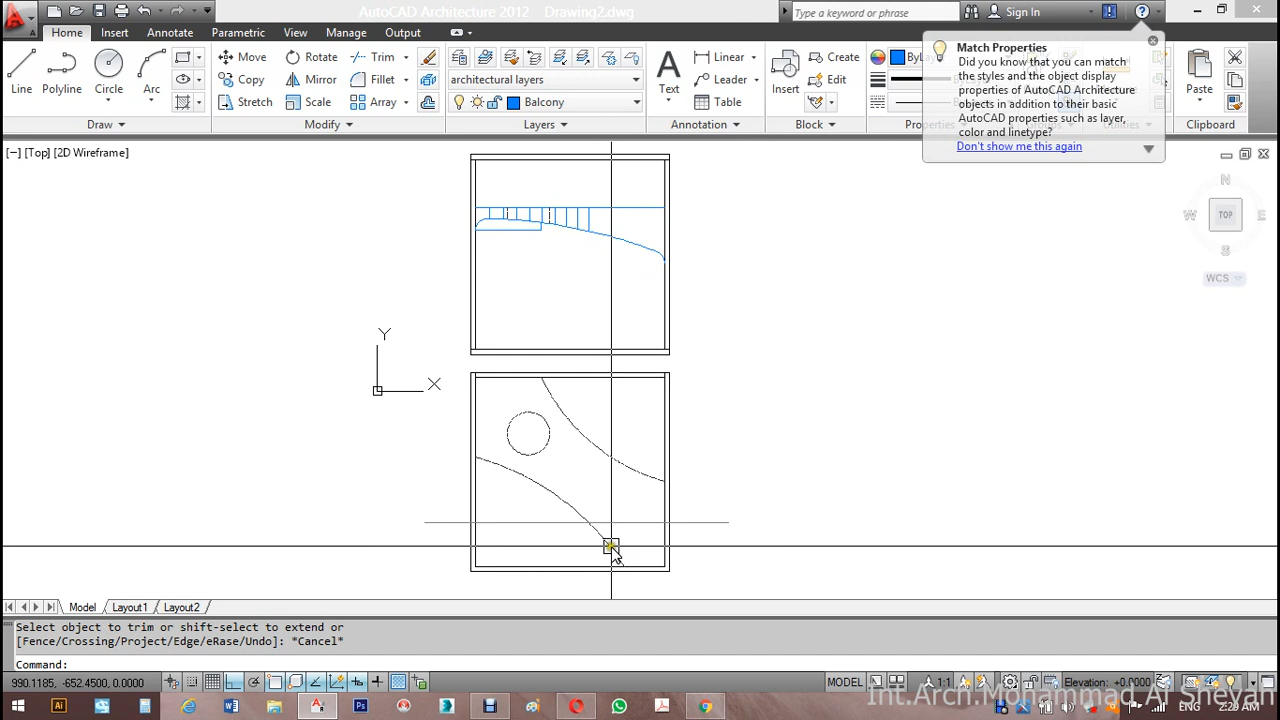 AutoCAD Architecture 2012 Drawing2.dwg
Type a keyword or phrase
Sign In
Home Insert Annotate Parametric View Manage Output
Line Polyline Circle Arc
Move Rotate Trim
Copy Mirror Fillet
Stretch Scale Array
architectural layers
Balcony
Text
Linear
Leader
Table
Insert
Create
Edit
Paste
Draw Modify Layers Annotation Block Clipboard
Match Properties
Did you know that you can match
the styles and the object display
properties of AutoCAD Architecture
objects in addition to their basic
AutoCAD properties such as layer,
color and linetype?
Don't show me this again
[−] [Top] [2D Wireframe]
N
W TOP E
S
WCS
Y
X
Model Layout1 Layout2
Select object to trim or shift-select to extend or
[Fence/Crossing/Project/Edge/eRase/Undo]: *Cancel*
Command:
990.1185, -652.4500, 0.0000
MODEL
1:1
Elevation: +0.0000
Int.Arch.Mohammad Al Sheyah
ENG
2:29 AM